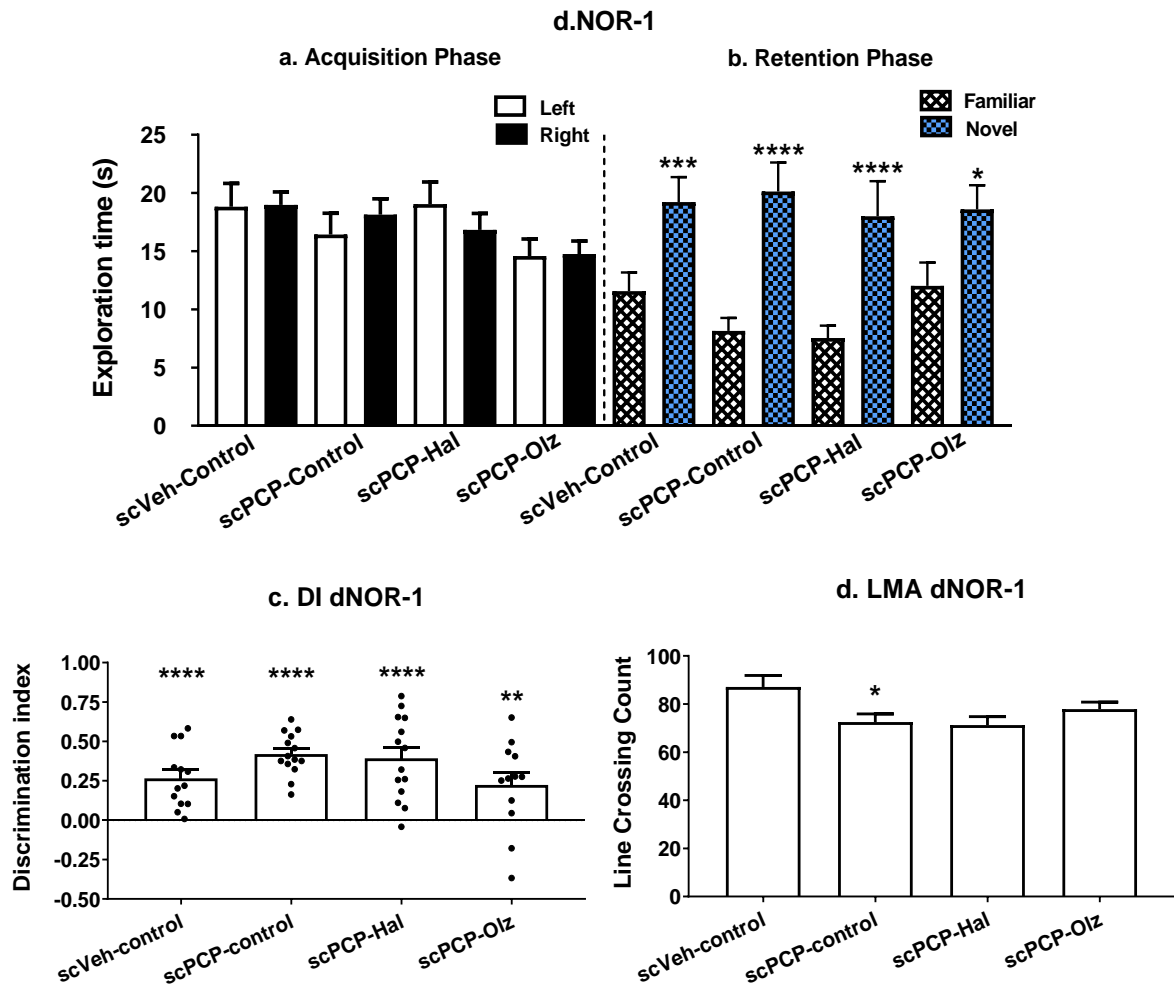 d.NOR-1
a. Acquisition Phase
b. Retention Phase
Left
Right
Familiar
Novel
Exploration time (s)
25
20
15
10
5
0
*** **** **** *
scVeh-Control
scPCP-Control
scPCP-Hal
scPCP-Olz
scVeh-Control
scPCP-Control
scPCP-Hal
scPCP-Olz
c. DI dNOR-1
Discrimination index
1.00
0.75
0.50
0.25
0.00
-0.25
-0.50
**** **** **** **
scVeh-control
scPCP-control
scPCP-Hal
scPCP-Olz
d. LMA dNOR-1
Line Crossing Count
100
80
60
40
20
0
*
scVeh-control
scPCP-control
scPCP-Hal
scPCP-Olz